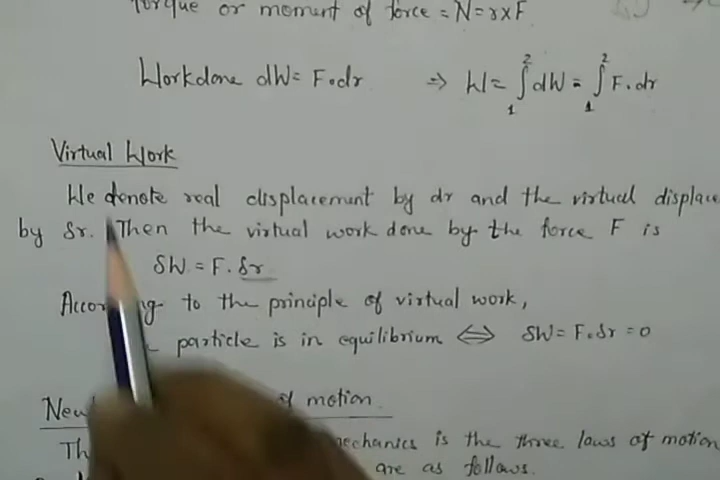 Torque or moment of force = N = r×F
Workdone dW = F.dr ⇒ W = ∫₁² dW = ∫₁² F.dr
Virtual Work
We denote real displacement by dr and the virtual displace
by δr. Then the virtual work done by the force F is
δW = F.δr
According to the principle of virtual work,
particle is in equilibrium ⇔ δW = F.δr = 0
of motion
mechanics is the three laws of motion
are as follows.